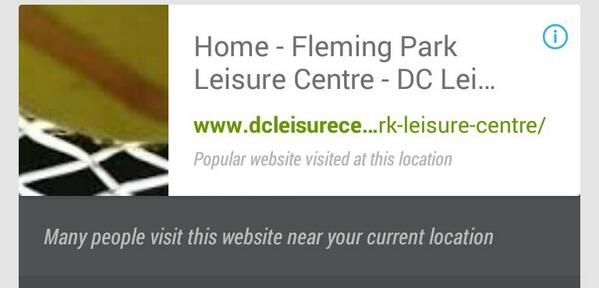 Home - Fleming Park
Leisure Centre - DC Lei...
www.dcleisurece...rk-leisure-centre/
Popular website visited at this location
Many people visit this website near your current location